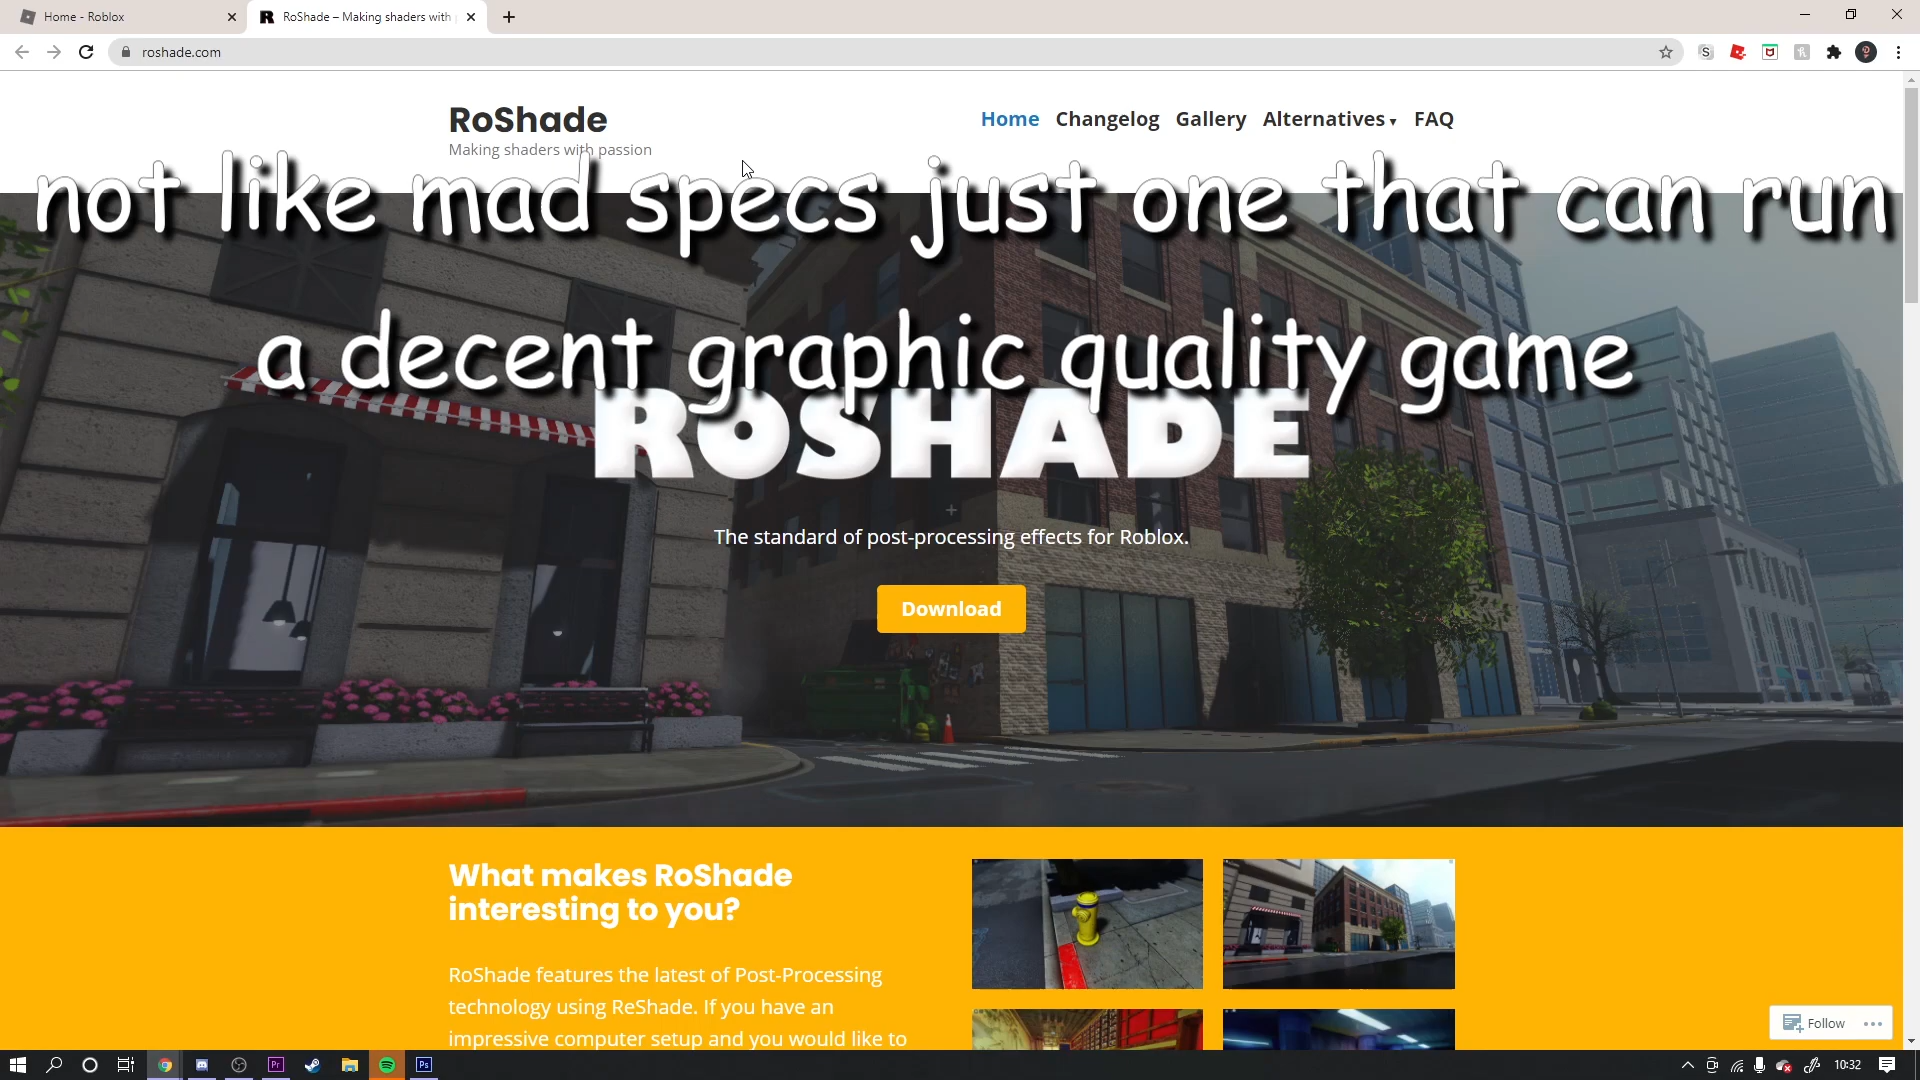 Home - Roblox
RoShade – Making shaders with
roshade.com
RoShade
Making shaders with passion
Home Changelog Gallery Alternatives FAQ
not like mad specs just one that can run
a decent graphic quality game
ROSHADE
The standard of post-processing effects for Roblox.
Download
What makes RoShade
interesting to you?
RoShade features the latest of Post-Processing
technology using ReShade. If you have an
impressive computer setup and you would like to
Follow
Pr
Ps
10:32